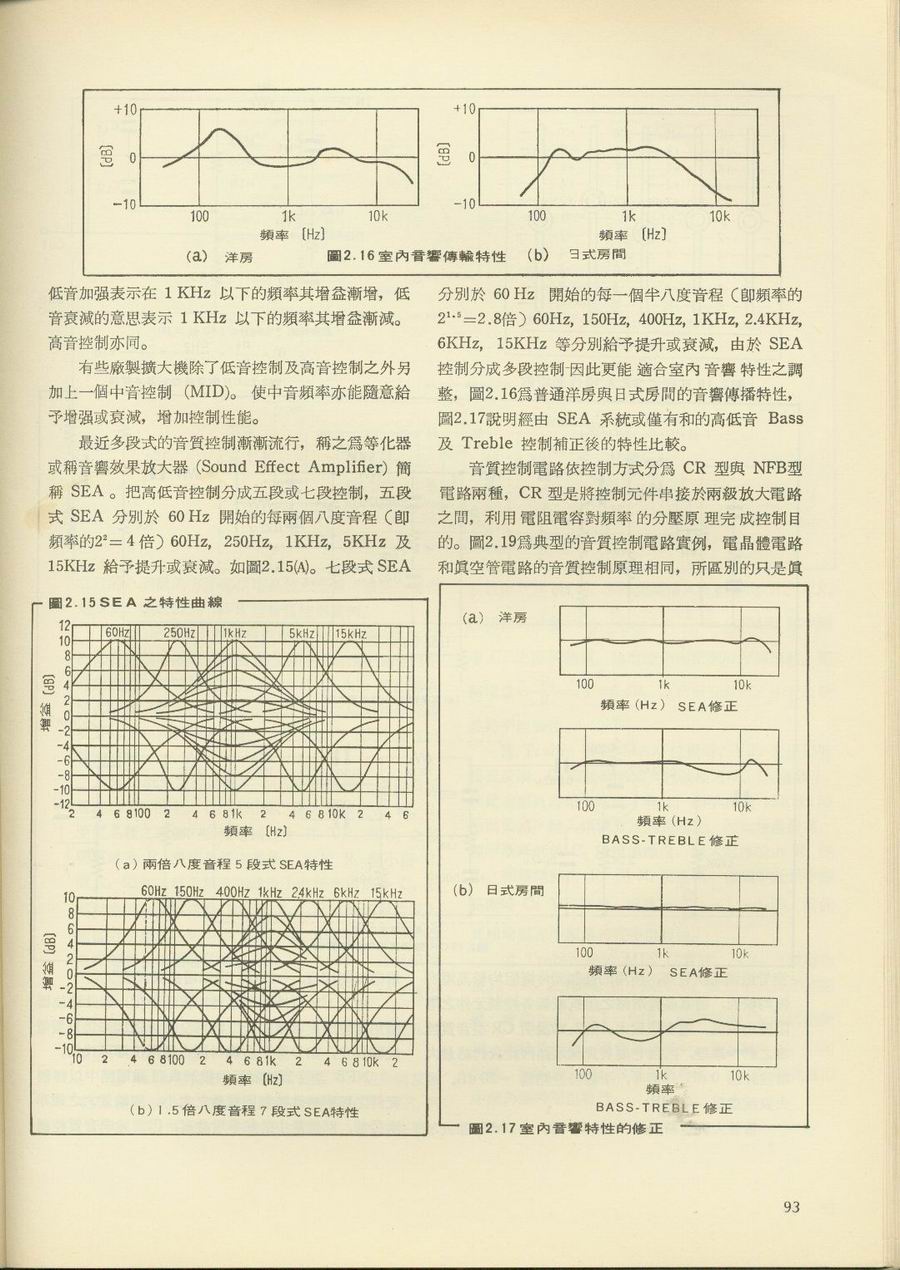 +10
0
-10
〔dB〕
100 1k 10k
頻率 〔Hz〕
(a) 洋房
+10
0
-10
〔dB〕
100 1k 10k
頻率 〔Hz〕
(b) 日式房間
圖2.16室內音響傳輸特性
低音加强表示在 1 KHz 以下的頻率其增益漸增，低
音衰減的意思表示 1 KHz 以下的頻率其增益漸減。
高音控制亦同。
有些廠製擴大機除了低音控制及高音控制之外另
加上一個中音控制 (MID)。 使中音頻率亦能隨意給
予增强或衰減，增加控制性能。
最近多段式的音質控制漸漸流行，稱之爲等化器
或稱音響效果放大器 (Sound Effect Amplifier) 簡
稱 SEA 。把高低音控制分成五段或七段控制，五段
式 SEA 分別於 60 Hz 開始的每兩個八度音程（卽
頻率的2²= 4 倍）60Hz, 250Hz, 1KHz, 5KHz 及
15KHz 給予提升或衰減。如圖2.15(A)。七段式 SEA
分別於 60 Hz 開始的每一個半八度音程（卽頻率的
2¹·⁵=2.8倍）60Hz, 150Hz, 400Hz, 1KHz, 2.4KHz,
6KHz, 15KHz 等分別給予提升或衰減，由於 SEA
控制分成多段控制 因此更能 適合室內 音響 特性之調
整，圖2.16爲普通洋房與日式房間的音響傳播特性，
圖2.17說明經由 SEA 系統或僅有和的高低音 Bass
及 Treble 控制補正後的特性比較。
音質控制電路依控制方式分爲 CR 型與 NFB型
電路兩種，CR 型是將控制元件串接於兩級放大電路
之間，利用 電阻電容對頻率 的分壓原 理完 成控制目
的。圖2.19爲典型的音質控制電路實例，電晶體電路
和眞空管電路的音質控制原理相同，所區別的只是眞
圖2.15 SEA 之特性曲線
60Hz 250Hz 1kHz 5kHz 15kHz
12
10
8
6
4
2
0
-2
-4
-6
-8
-10
-12
增益〔dB〕
2 4 6 8 100 2 4 6 8 1k 2 4 6 8 10k 2 4 6
頻率 〔Hz〕
(a) 兩倍八度音程 5 段式 SEA特性
60Hz 150Hz 400Hz 1kHz 2.4kHz 6kHz 15kHz
10
8
6
4
2
0
-2
-4
-6
-8
-10
增益〔dB〕
10 2 4 6 8 100 2 4 6 8 1k 2 4 6 8 10k 2
頻率 〔Hz〕
(b) 1.5 倍八度音程 7 段式 SEA特性
(a) 洋房
100 1k 10k
頻率 (Hz) SEA修正
100 1k 10k
頻率 (Hz)
BASS-TREBLE 修正
(b) 日式房間
100 1k 10k
頻率 (Hz) SEA修正
100 1k 10k
頻率
BASS-TREBLE 修正
圖2.17 室內音響特性的修正
93